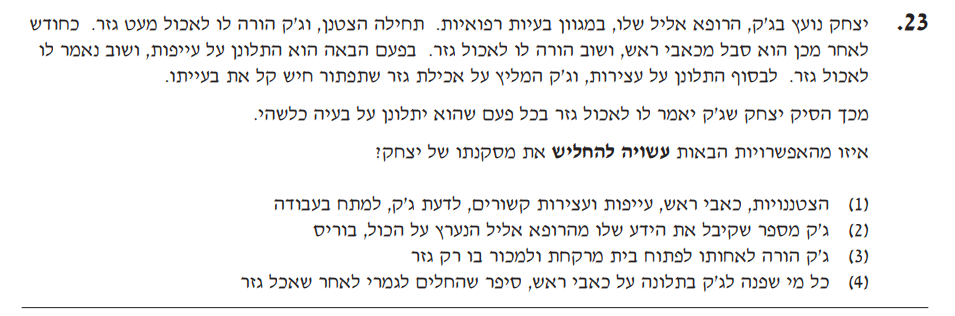 23. יצחק נועץ בג'ק, הרופא אליל שלו, במגוון בעיות רפואיות. תחילה הצטנן, וג'ק הורה לו לאכול מעט גזר. כחודש
לאחר מכן הוא סבל מכאבי ראש, ושוב הורה לו לאכול גזר. בפעם הבאה הוא התלונן על עייפות, ושוב נאמר לו
לאכול גזר. לבסוף התלונן על עצירות, וג'ק המליץ על אכילת גזר שתפתור חיש קל את בעייתו.
מכך הסיק יצחק שג'ק יאמר לו לאכול גזר בכל פעם שהוא יתלונן על בעיה כלשהי.
איזו מהאפשרויות הבאות עשויה להחליש את מסקנתו של יצחק?
(1) הצטננויות, כאבי ראש, עייפות ועצירות קשורים, לדעת ג'ק, למתח בעבודה
(2) ג'ק מספר שקיבל את הידע שלו מהרופא אליל הנערץ על הכול, בוריס
(3) ג'ק הורה לאחותו לפתוח בית מרקחת ולמכור בו רק גזר
(4) כל מי שפנה לג'ק בתלונה על כאבי ראש, סיפר שהחלים לגמרי לאחר שאכל גזר